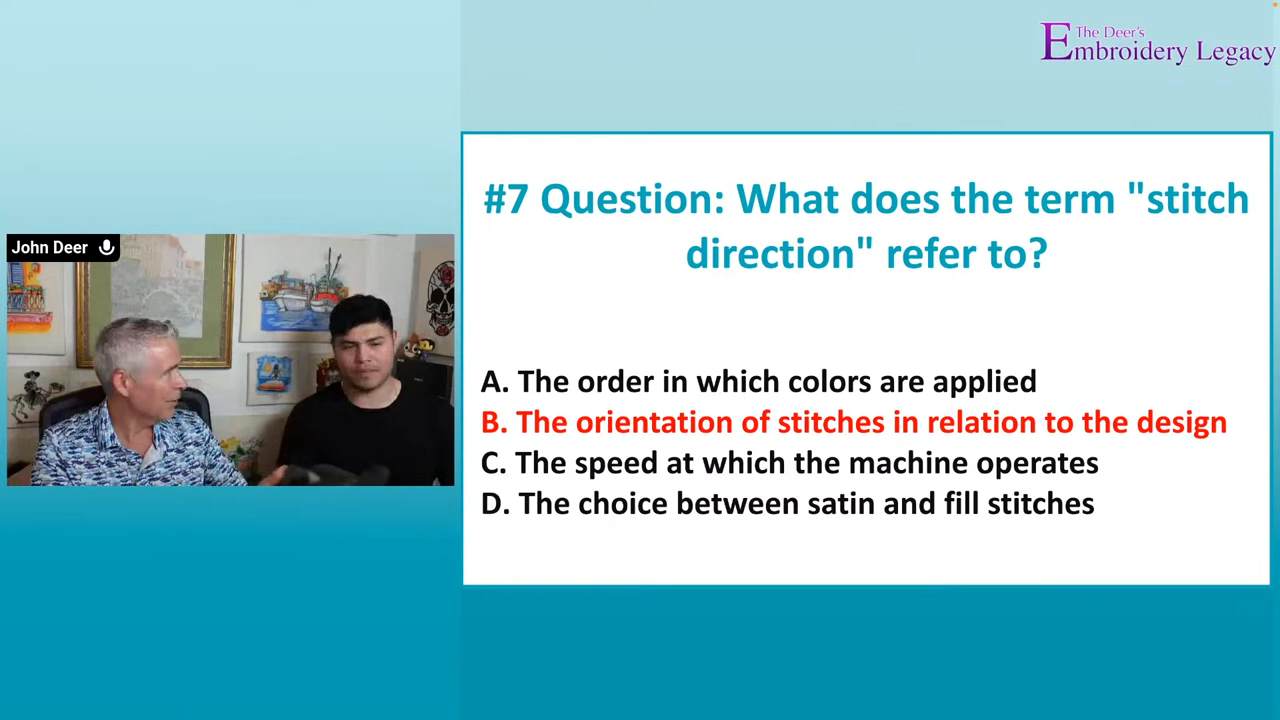 The Deer's
Embroidery Legacy
John Deer
#7 Question: What does the term "stitch
direction" refer to?
A. The order in which colors are applied
B. The orientation of stitches in relation to the design
C. The speed at which the machine operates
D. The choice between satin and fill stitches